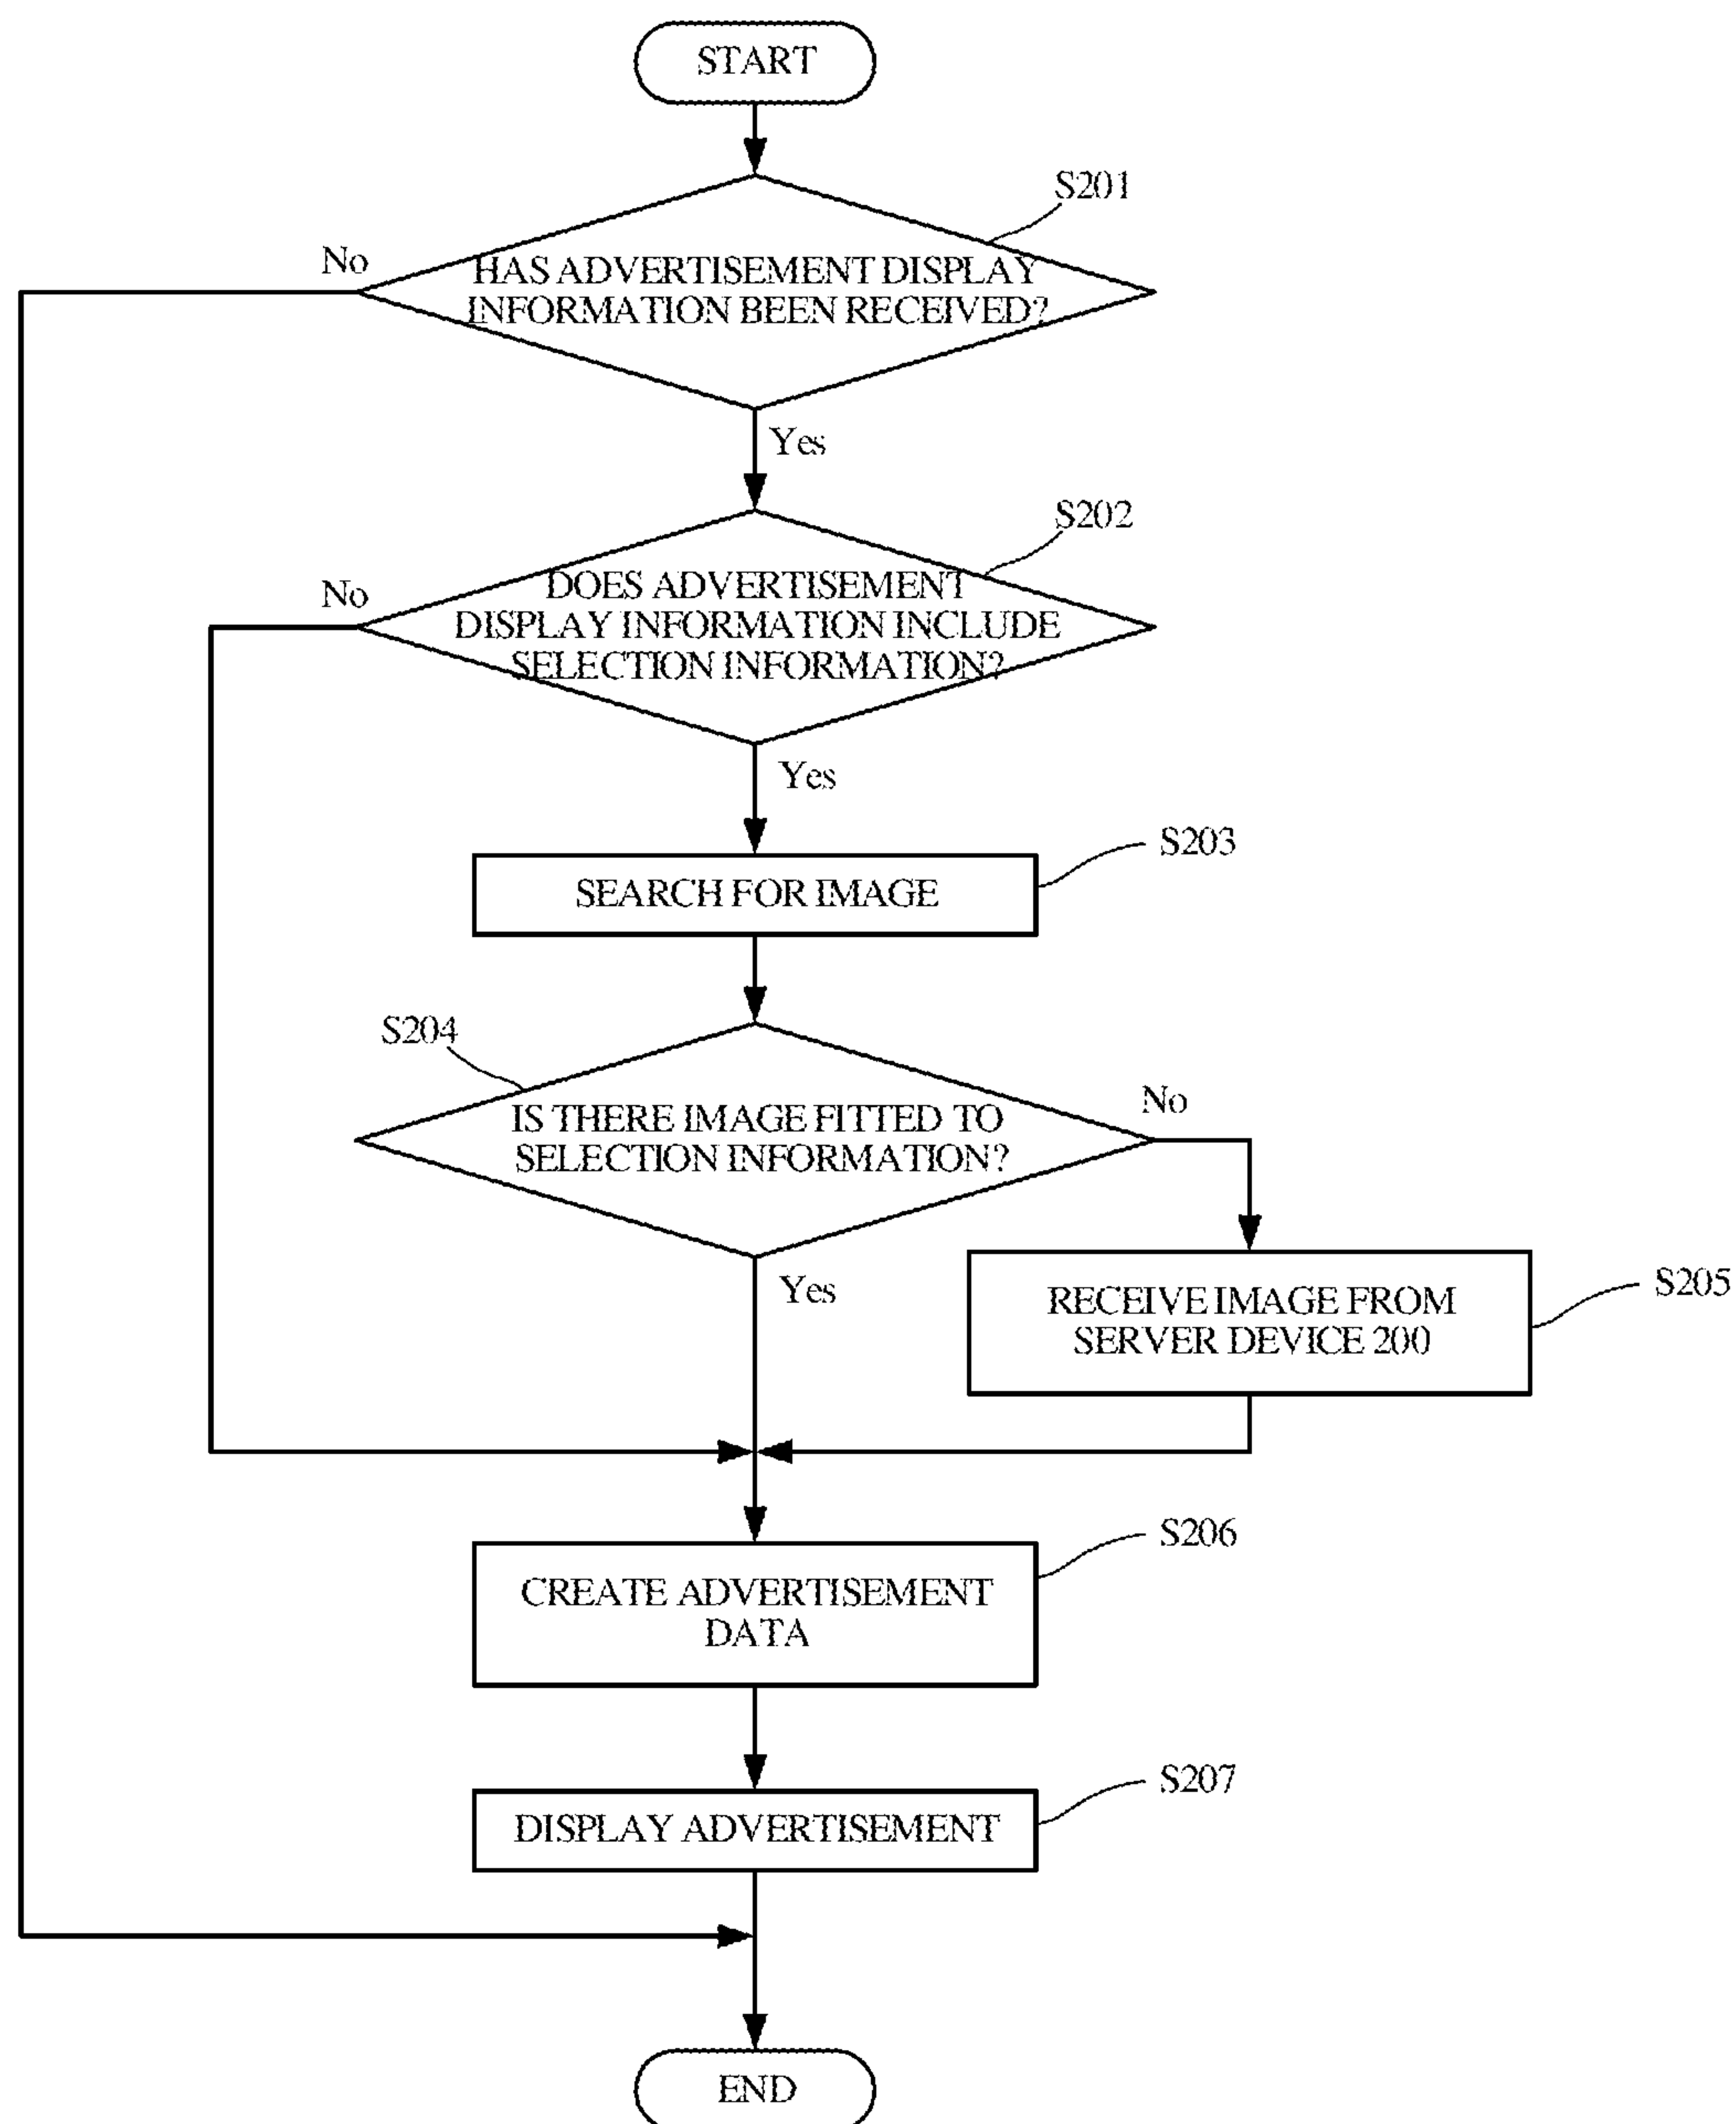 START
S201
No
HAS ADVERTISEMENT DISPLAY
INFORMATION BEEN RECEIVED?
Yes
S202
No
DOES ADVERTISEMENT
DISPLAY INFORMATION INCLUDE
SELECTION INFORMATION?
Yes
S203
SEARCH FOR IMAGE
S204
No
IS THERE IMAGE FITTED TO
SELECTION INFORMATION?
Yes
S205
RECEIVE IMAGE FROM
SERVER DEVICE 200
S206
CREATE ADVERTISEMENT
DATA
S207
DISPLAY ADVERTISEMENT
END